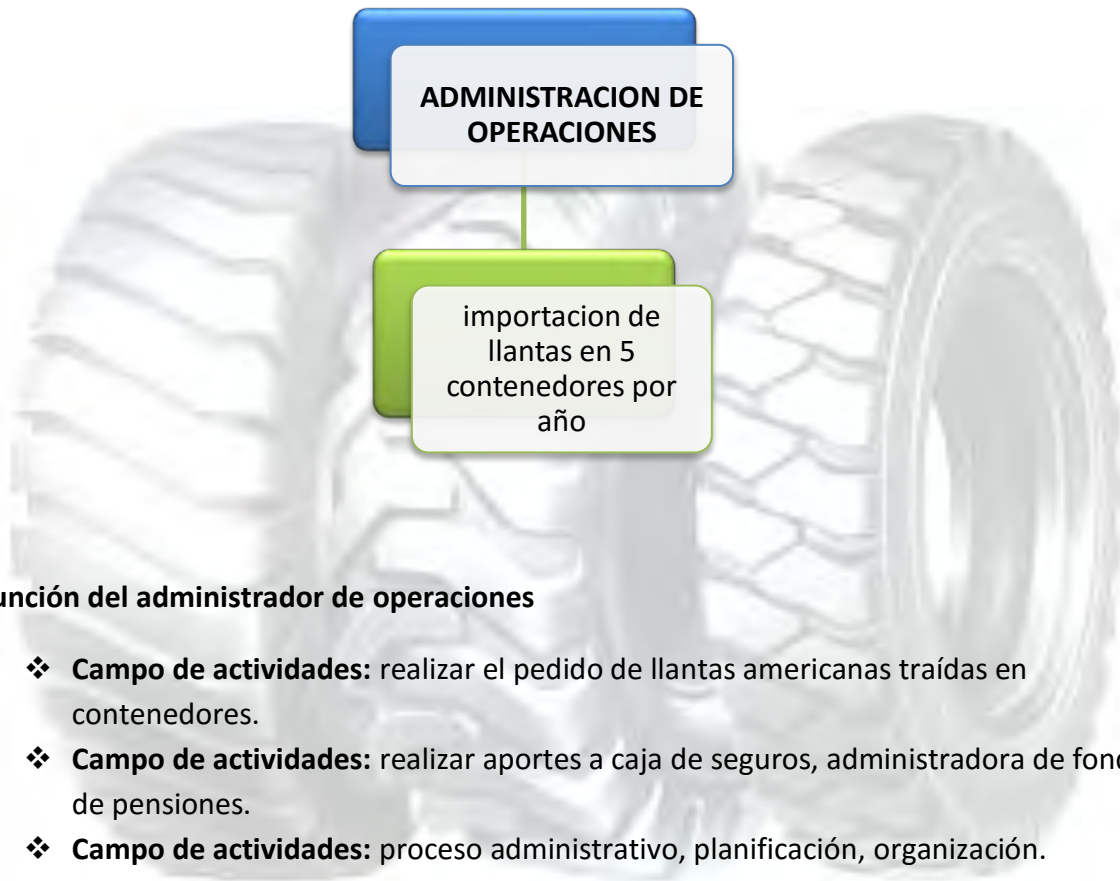 ADMINISTRACION DE
OPERACIONES
importacion de
llantas en 5
contenedores por
año
unción del administrador de operaciones
❖ Campo de actividades: realizar el pedido de llantas americanas traídas en
contenedores.
❖ Campo de actividades: realizar aportes a caja de seguros, administradora de fond
de pensiones.
❖ Campo de actividades: proceso administrativo, planificación, organización.